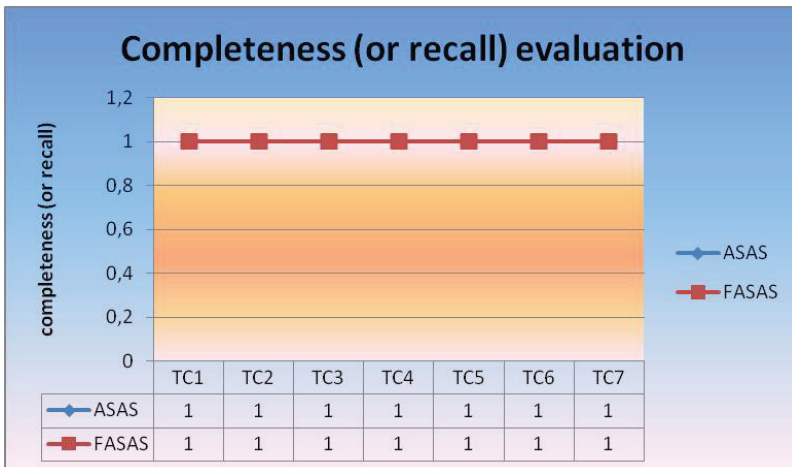 Completeness (or recall) evaluation
completeness (or recall)
1,2
1
0,8
0,6
0,4
0,2
0
TC1 TC2 TC3 TC4 TC5 TC6 TC7
ASAS 1 1 1 1 1 1 1
FASAS 1 1 1 1 1 1 1
ASAS
FASAS